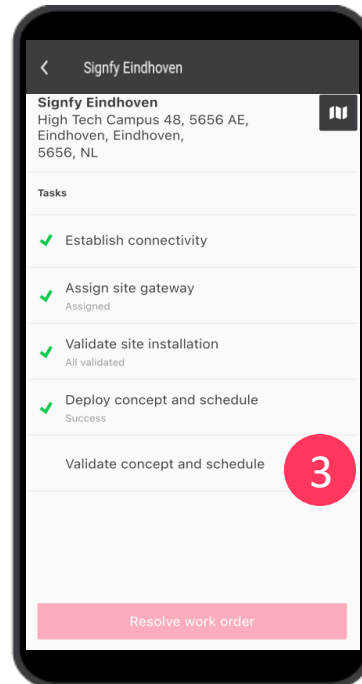 Signfy Eindhoven
Signfy Eindhoven
High Tech Campus 48, 5656 AE,
Eindhoven, Eindhoven,
5656, NL
Tasks
Establish connectivity
Assign site gateway
Assigned
Validate site installation
All validated
Deploy concept and schedule
Success
Validate concept and schedule
3
Resolve work order